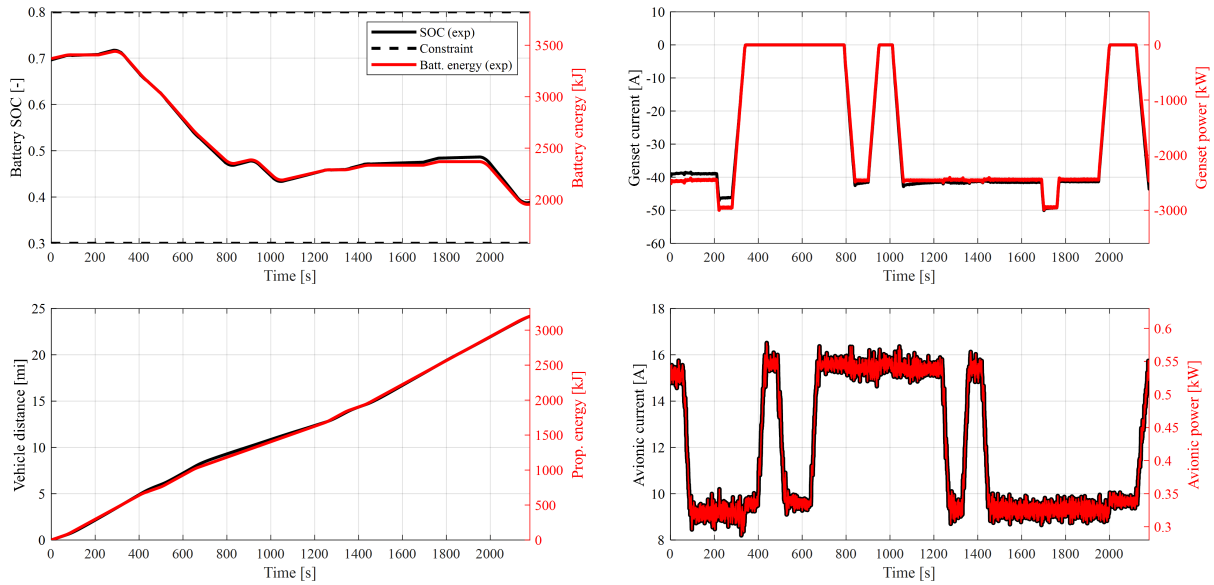 0.8
0.7
0.6
0.5
0.4
0.3
Battery SOC [-]
SOC (exp)
Constraint
Batt. energy (exp)
3500
3000
2500
2000
Battery energy [kJ]
0 200 400 600 800 1000 1200 1400 1600 1800 2000
Time [s]
10
0
-10
-20
-30
-40
-50
-60
Genset current [A]
0
-1000
-2000
-3000
Genset power [kW]
0 200 400 600 800 1000 1200 1400 1600 1800 2000
Time [s]
25
20
15
10
5
0
Vehicle distance [mi]
3000
2500
2000
1500
1000
500
0
Prop. energy [kJ]
0 200 400 600 800 1000 1200 1400 1600 1800 2000
Time [s]
18
16
14
12
10
8
Avionic current [A]
0.6
0.55
0.5
0.45
0.4
0.35
0.3
Avionic power [kW]
0 200 400 600 800 1000 1200 1400 1600 1800 2000
Time [s]